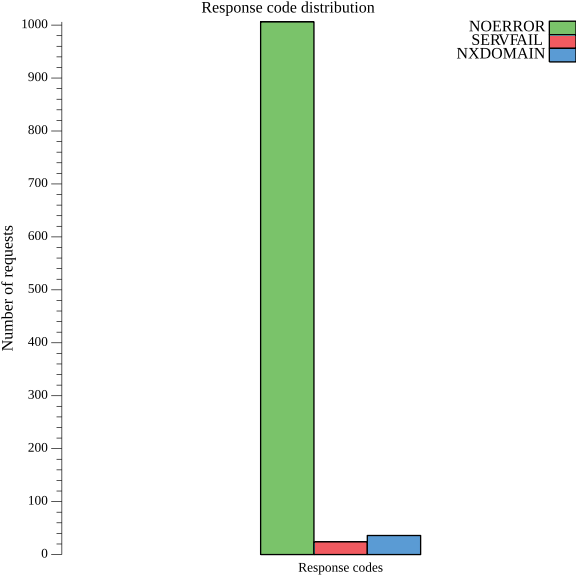 Response code distribution
NOERROR
SERVFAIL
NXDOMAIN
1000
900
800
700
600
500
400
300
200
100
0
Number of requests
Response codes